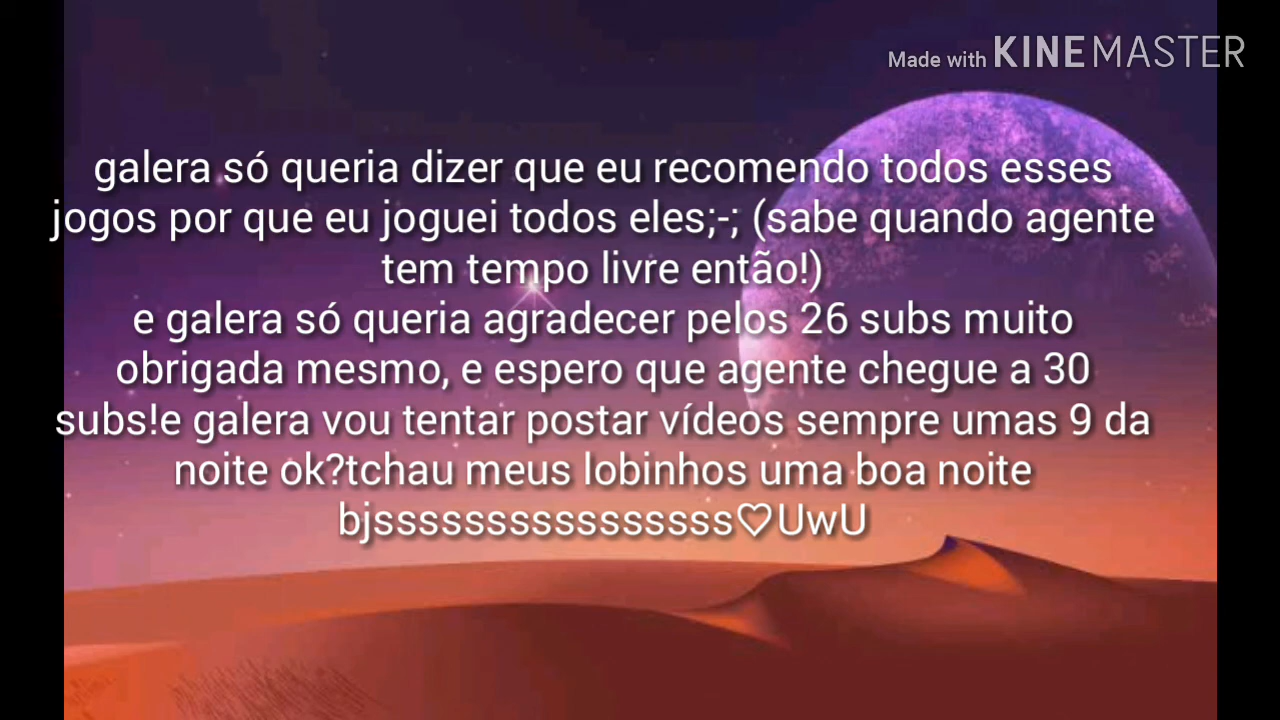 Made with KINEMASTER
galera só queria dizer que eu recomendo todos esses
jogos por que eu joguei todos eles;-; (sabe quando agente
tem tempo livre então!)
e galera só queria agradecer pelos 26 subs muito
obrigada mesmo, e espero que agente chegue a 30
subs!e galera vou tentar postar vídeos sempre umas 9 da
noite ok?tchau meus lobinhos uma boa noite
bjssssssssssssssss♡UwU